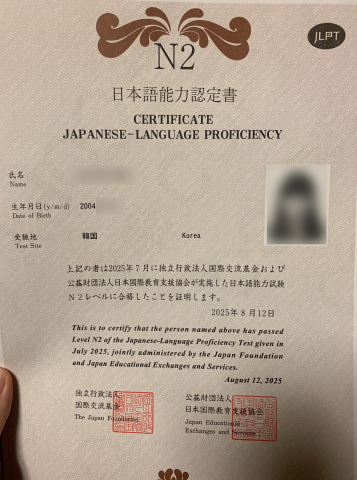 JLPT
N2
日本語能力認定書
CERTIFICATE
JAPANESE-LANGUAGE PROFICIENCY
氏名
Name
生年月日(y/m/d) 2004
Date of Birth
受験地 韓国 Korea
Test Site
上記の者は2025年7月に独立行政法人国際交流基金および
公益財団法人日本国際教育支援協会が実施した日本語能力試験
N2レベルに合格したことを証明します。
2025年 8月12日
This is to certify that the person named above has passed
Level N2 of the Japanese-Language Proficiency Test given in
July 2025, jointly administered by the Japan Foundation
and Japan Educational Exchanges and Services.
August 12, 2025
独立行政法人
国際交流基金
The Japan Foundation
公益財団法人
日本国際教育支援協会
Japan Educational
Exchanges and Services